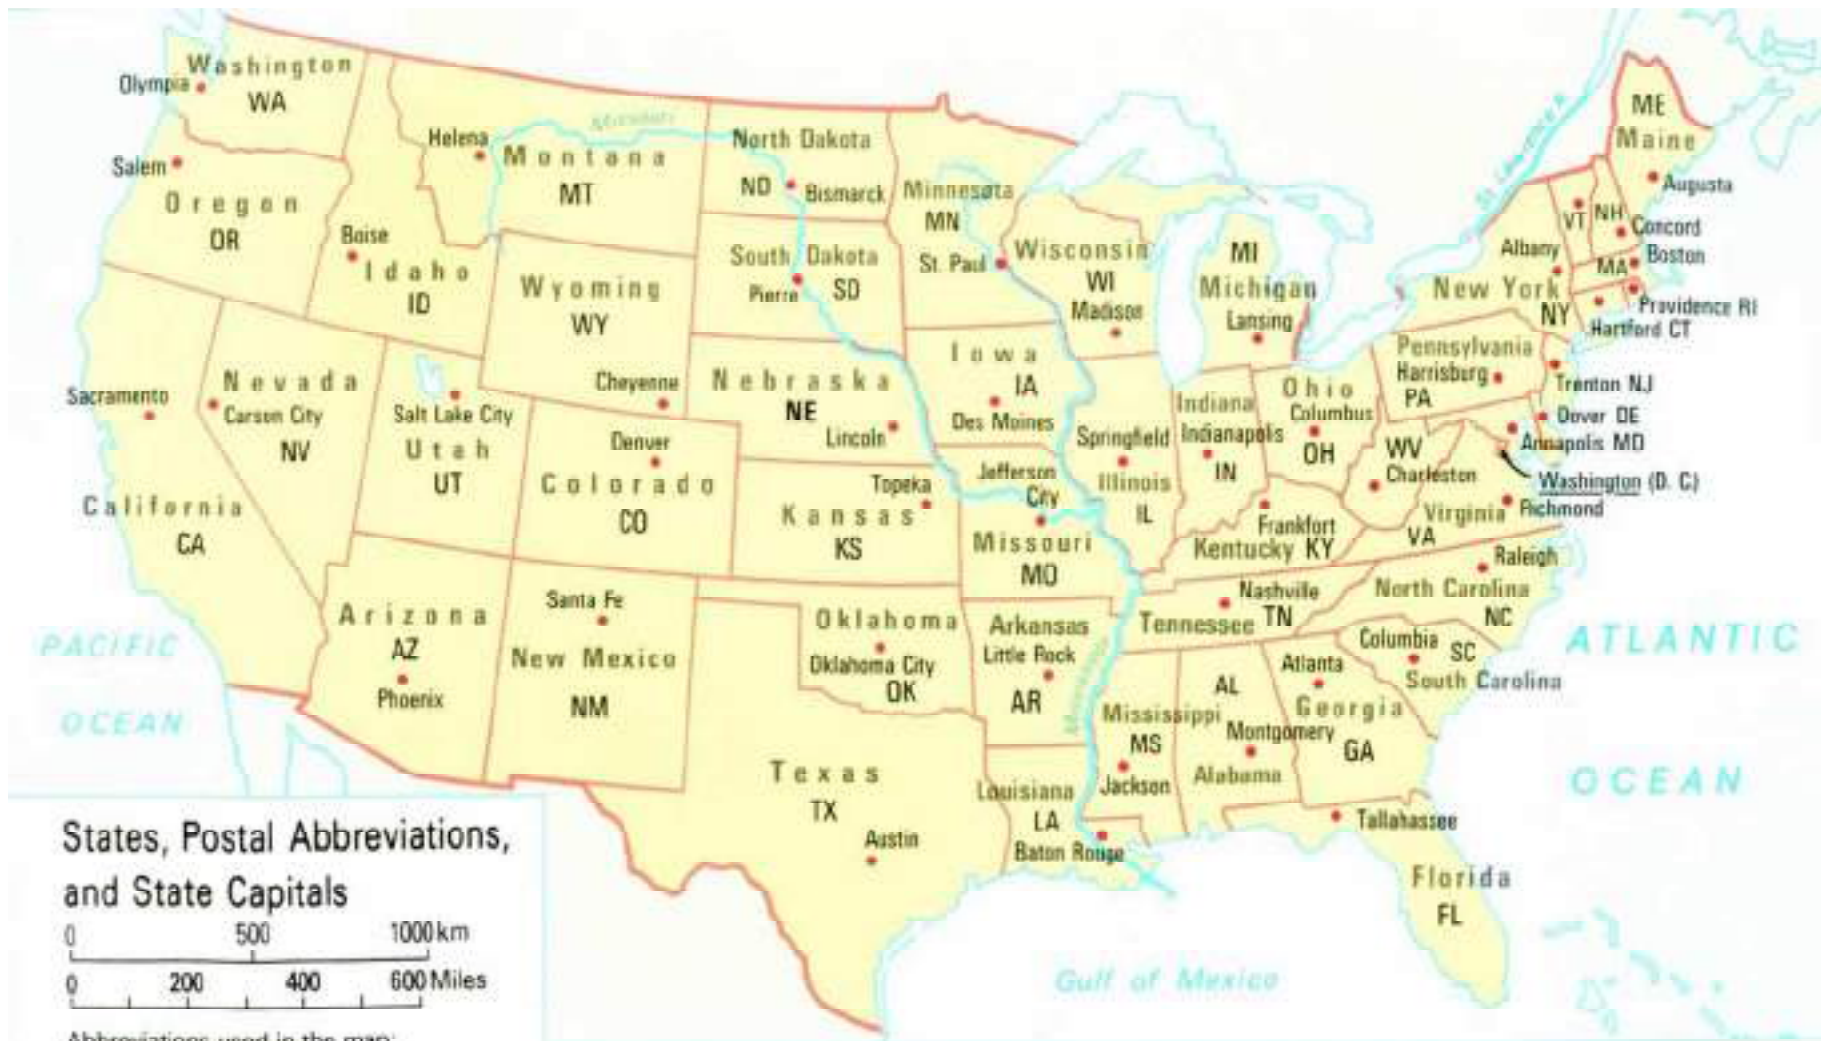 Washington
Olympia
WA
Salem
Oregon
OR
Boise
Idaho
ID
Helena
Missouri
Montana
MT
North Dakota
ND
Bismarck
South Dakota
Pierre
SD
Minnesota
MN
St. Paul
Wisconsin
WI
Madison
MI
Michigan
Lansing
ME
Maine
Augusta
VT
NH
Concord
Albany
New York
NY
MA
Boston
Providence RI
Hartford CT
St. Lawrence R.
Wyoming
WY
Cheyenne
Nebraska
NE
Lincoln
Iowa
IA
Des Moines
Sacramento
California
CA
Nevada
Carson City
NV
Salt Lake City
Utah
UT
Denver
Colorado
CO
Topeka
Kansas
KS
Jefferson
City
Missouri
MO
Springfield
Illinois
IL
Indiana
Indianapolis
IN
Ohio
Columbus
OH
Pennsylvania
Harrisburg
PA
Trenton NJ
Dover DE
Annapolis MD
Washington (D. C.)
WV
Charleston
Virginia
Richmond
VA
Frankfort
Kentucky KY
Nashville
Tennessee TN
Raleigh
North Carolina
NC
Columbia
SC
South Carolina
Arizona
AZ
Phoenix
Santa Fe
New Mexico
NM
Oklahoma
Oklahoma City
OK
Arkansas
Little Rock
AR
Mississippi
Mississippi
MS
Jackson
AL
Montgomery
Alabama
Atlanta
Georgia
GA
Texas
TX
Austin
Louisiana
LA
Baton Rouge
Tallahassee
Florida
FL
PACIFIC
OCEAN
ATLANTIC
OCEAN
Gulf of Mexico
States, Postal Abbreviations,
and State Capitals
0 500 1000 km
0 200 400 600 Miles
Abbreviations used in the map: